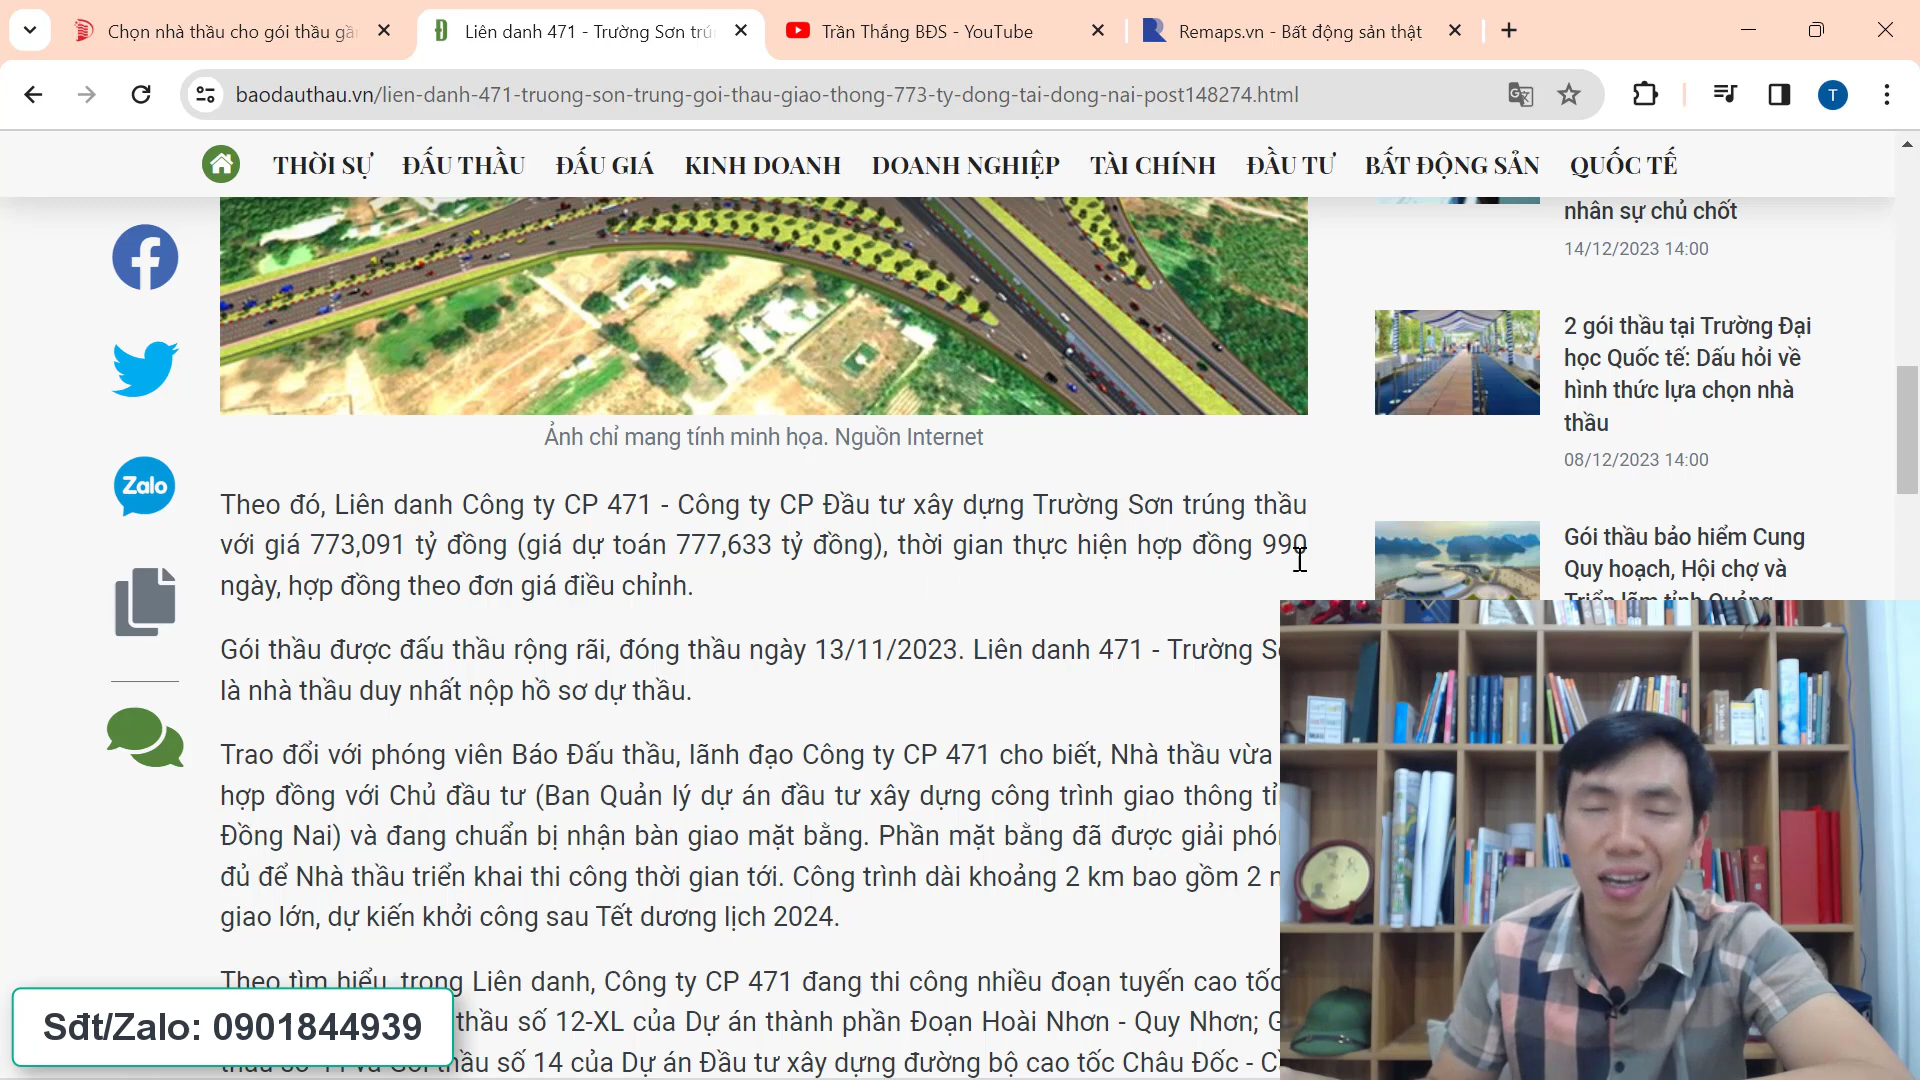 Chọn nhà thầu cho gói thầu gầ
Liên danh 471 - Trường Sơn trú
Trần Thắng BĐS - YouTube
Remaps.vn - Bất động sản thật
baodauthau.vn/lien-danh-471-truong-son-trung-goi-thau-giao-thong-773-ty-dong-tai-dong-nai-post148274.html
T
THỜI SỰ ĐẤU THẦU ĐẤU GIÁ KINH DOANH DOANH NGHIỆP TÀI CHÍNH ĐẦU TƯ BẤT ĐỘNG SẢN QUỐC TẾ
Zalo
Ảnh chỉ mang tính minh họa. Nguồn Internet
Theo đó, Liên danh Công ty CP 471 - Công ty CP Đầu tư xây dựng Trường Sơn trúng thầu
với giá 773,091 tỷ đồng (giá dự toán 777,633 tỷ đồng), thời gian thực hiện hợp đồng 990
ngày, hợp đồng theo đơn giá điều chỉnh.
Gói thầu được đấu thầu rộng rãi, đóng thầu ngày 13/11/2023. Liên danh 471 - Trường S
là nhà thầu duy nhất nộp hồ sơ dự thầu.
Trao đổi với phóng viên Báo Đấu thầu, lãnh đạo Công ty CP 471 cho biết, Nhà thầu vừa
hợp đồng với Chủ đầu tư (Ban Quản lý dự án đầu tư xây dựng công trình giao thông tỉ
Đồng Nai) và đang chuẩn bị nhận bàn giao mặt bằng. Phần mặt bằng đã được giải phó
đủ để Nhà thầu triển khai thi công thời gian tới. Công trình dài khoảng 2 km bao gồm 2
giao lớn, dự kiến khởi công sau Tết dương lịch 2024.
Theo tìm hiểu, trong Liên danh, Công ty CP 471 đang thi công nhiều đoạn tuyến cao tốc
thầu số 12-XL của Dự án thành phần Đoạn Hoài Nhơn - Quy Nhơn; G
thầu số 14 của Dự án Đầu tư xây dựng đường bộ cao tốc Châu Đốc - C
nhân sự chủ chốt
14/12/2023 14:00
2 gói thầu tại Trường Đại
học Quốc tế: Dấu hỏi về
hình thức lựa chọn nhà
thầu
08/12/2023 14:00
Gói thầu bảo hiểm Cung
Quy hoạch, Hội chợ và
Triển lãm tỉnh Quảng
Sđt/Zalo: 0901844939